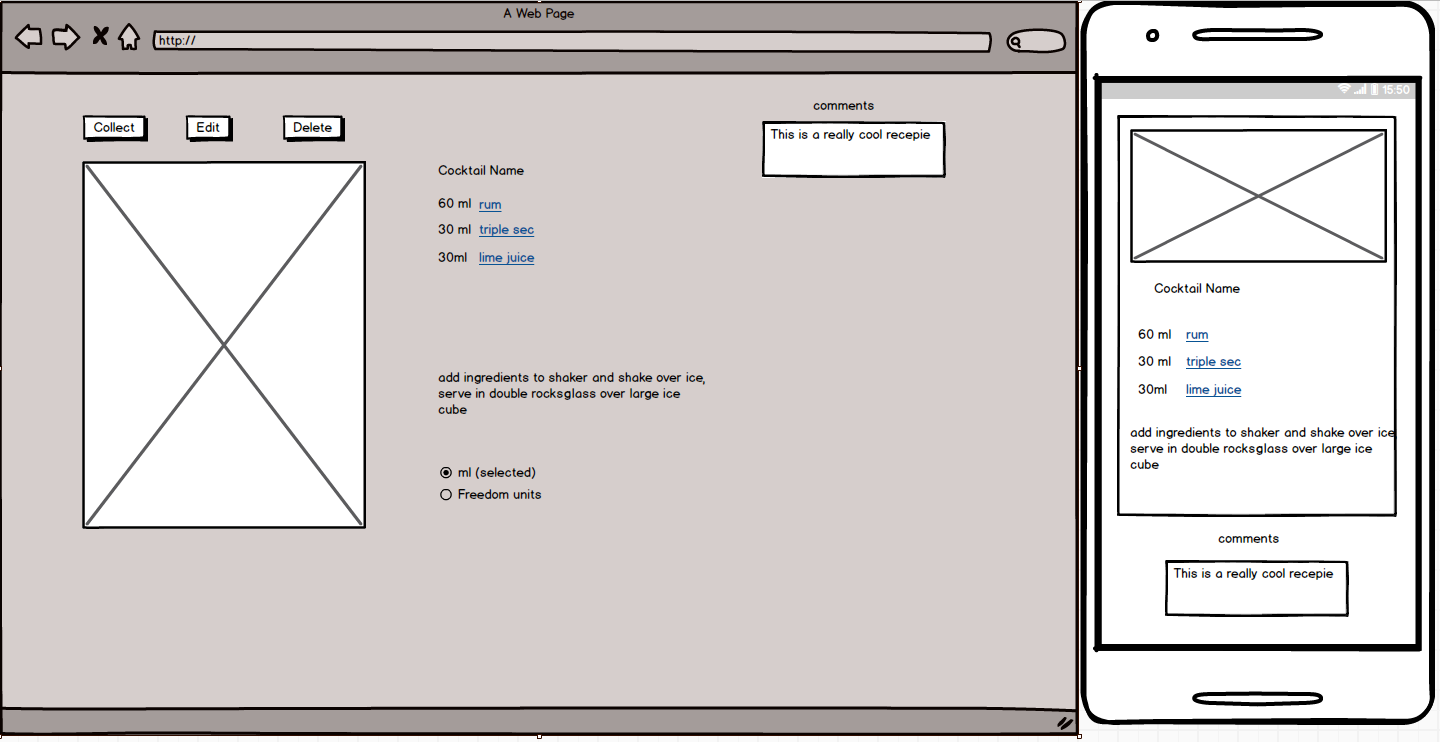 A Web Page
http://
Collect
Edit
Delete
Cocktail Name
60 ml rum
30 ml triple sec
30ml lime juice
add ingredients to shaker and shake over ice,
serve in double rocksglass over large ice
cube
ml (selected)
Freedom units
comments
This is a really cool recepie
15:50
Cocktail Name
60 ml rum
30 ml triple sec
30ml lime juice
add ingredients to shaker and shake over ice
serve in double rocksglass over large ice
cube
comments
This is a really cool recepie